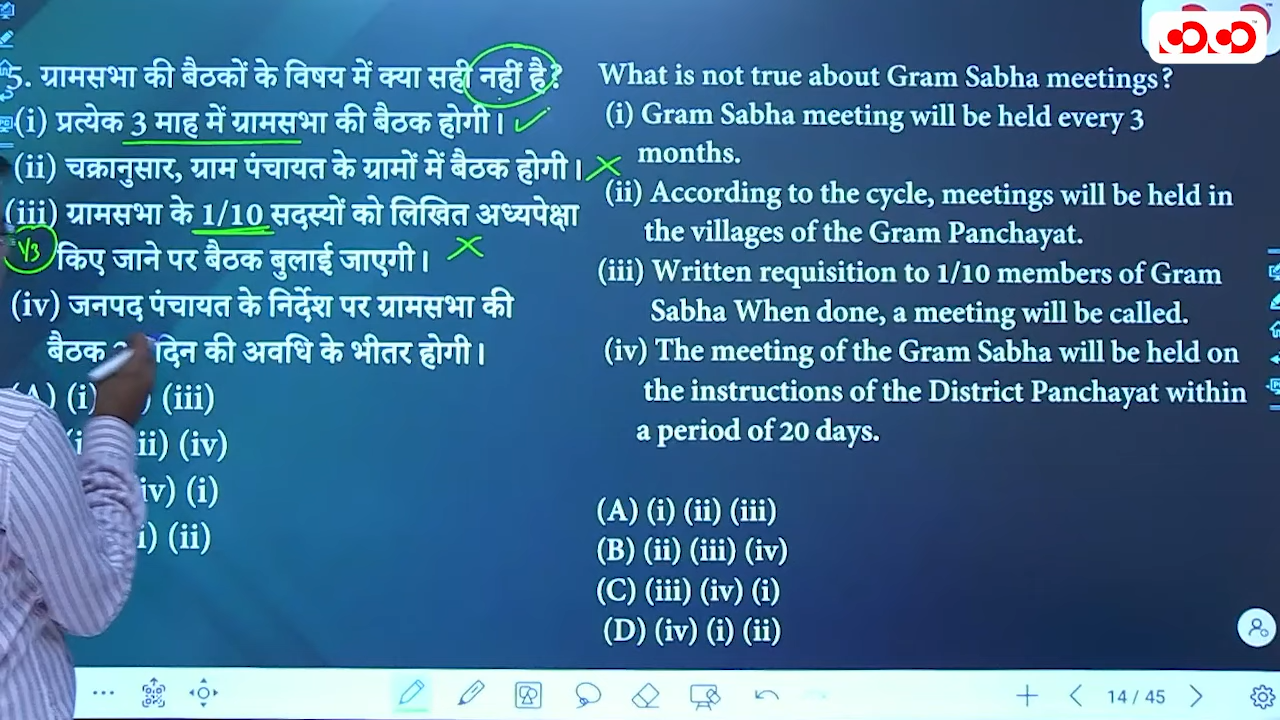 5. ग्रामसभा की बैठकों के विषय में क्या सही नहीं है?
(i) प्रत्येक 3 माह में ग्रामसभा की बैठक होगी।
(ii) चक्रानुसार, ग्राम पंचायत के ग्रामों में बैठक होगी।
(iii) ग्रामसभा के 1/10 सदस्यों को लिखित अध्यपेक्षा
1/3
किए जाने पर बैठक बुलाई जाएगी।
(iv) जनपद पंचायत के निर्देश पर ग्रामसभा की
बैठक दिन की अवधि के भीतर होगी।
(A) (i) (iii)
(iv)
(i)
(ii)
What is not true about Gram Sabha meetings?
(i) Gram Sabha meeting will be held every 3
months.
(ii) According to the cycle, meetings will be held in
the villages of the Gram Panchayat.
(iii) Written requisition to 1/10 members of Gram
Sabha When done, a meeting will be called.
(iv) The meeting of the Gram Sabha will be held on
the instructions of the District Panchayat within
a period of 20 days.
(A) (i) (ii) (iii)
(B) (ii) (iii) (iv)
(C) (iii) (iv) (i)
(D) (iv) (i) (ii)
14 / 45